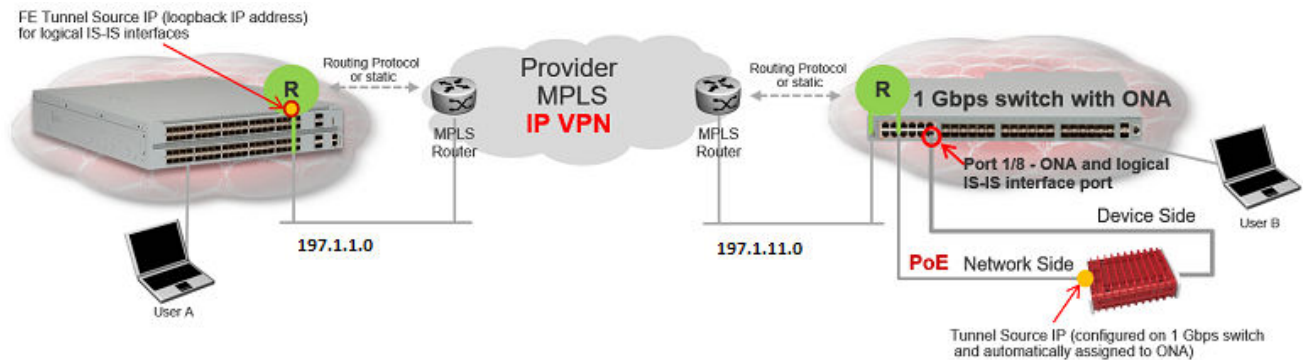 FE Tunnel Source IP (loopback IP address)
for logical IS-IS interfaces
R
Routing Protocol
or static
MPLS
Router
Provider
MPLS
IP VPN
MPLS
Router
Routing Protocol
or static
R
1 Gbps switch with ONA
Port 1/8 - ONA and logical
IS-IS interface port
User B
Device Side
197.1.1.0
197.1.11.0
PoE Network Side
User A
Tunnel Source IP (configured on 1 Gbps switch
and automatically assigned to ONA)